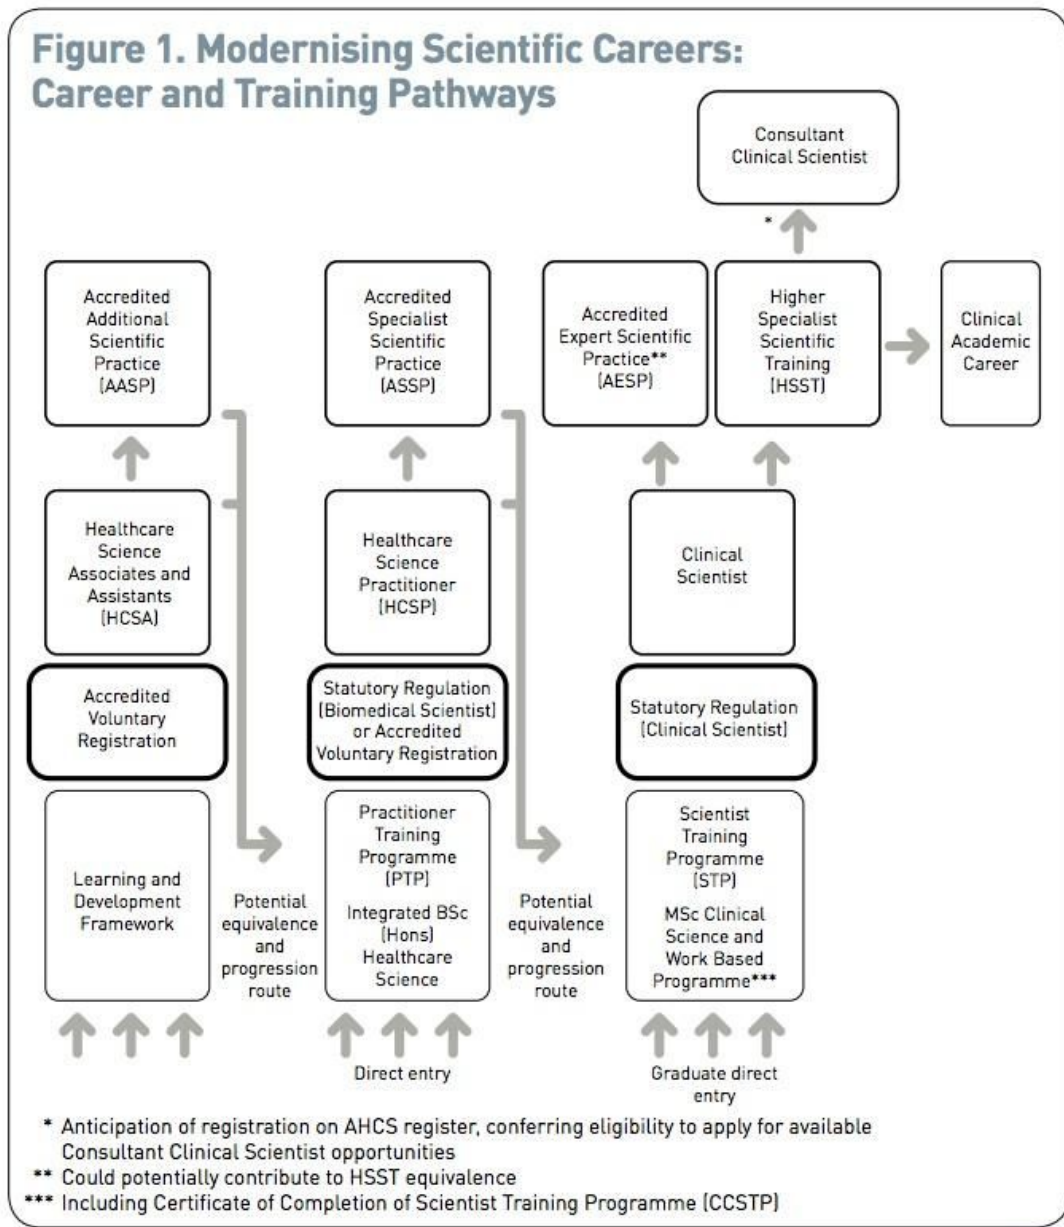 Figure 1. Modernising Scientific Careers:
Career and Training Pathways
Consultant
Clinical Scientist
*
Accredited
Additional
Scientific
Practice
(AASP)
Accredited
Specialist
Scientific
Practice
(ASSP)
Accredited
Expert Scientific
Practice**
(AESP)
Higher
Specialist
Scientific
Training
(HSST)
Clinical
Academic
Career
Healthcare
Science
Associates and
Assistants
(HCSA)
Healthcare
Science
Practitioner
(HCSP)
Clinical
Scientist
Accredited
Voluntary
Registration
Statutory Regulation
(Biomedical Scientist)
or Accredited
Voluntary Registration
Statutory Regulation
(Clinical Scientist)
Learning and
Development
Framework
Potential
equivalence
and
progression
route
Practitioner
Training
Programme
(PTP)
Integrated BSc
(Hons)
Healthcare
Science
Potential
equivalence
and
progression
route
Scientist
Training
Programme
(STP)
MSc Clinical
Science and
Work Based
Programme***
Direct entry
Graduate direct
entry
* Anticipation of registration on AHCS register, conferring eligibility to apply for available
Consultant Clinical Scientist opportunities
** Could potentially contribute to HSST equivalence
*** Including Certificate of Completion of Scientist Training Programme (CCSTP)